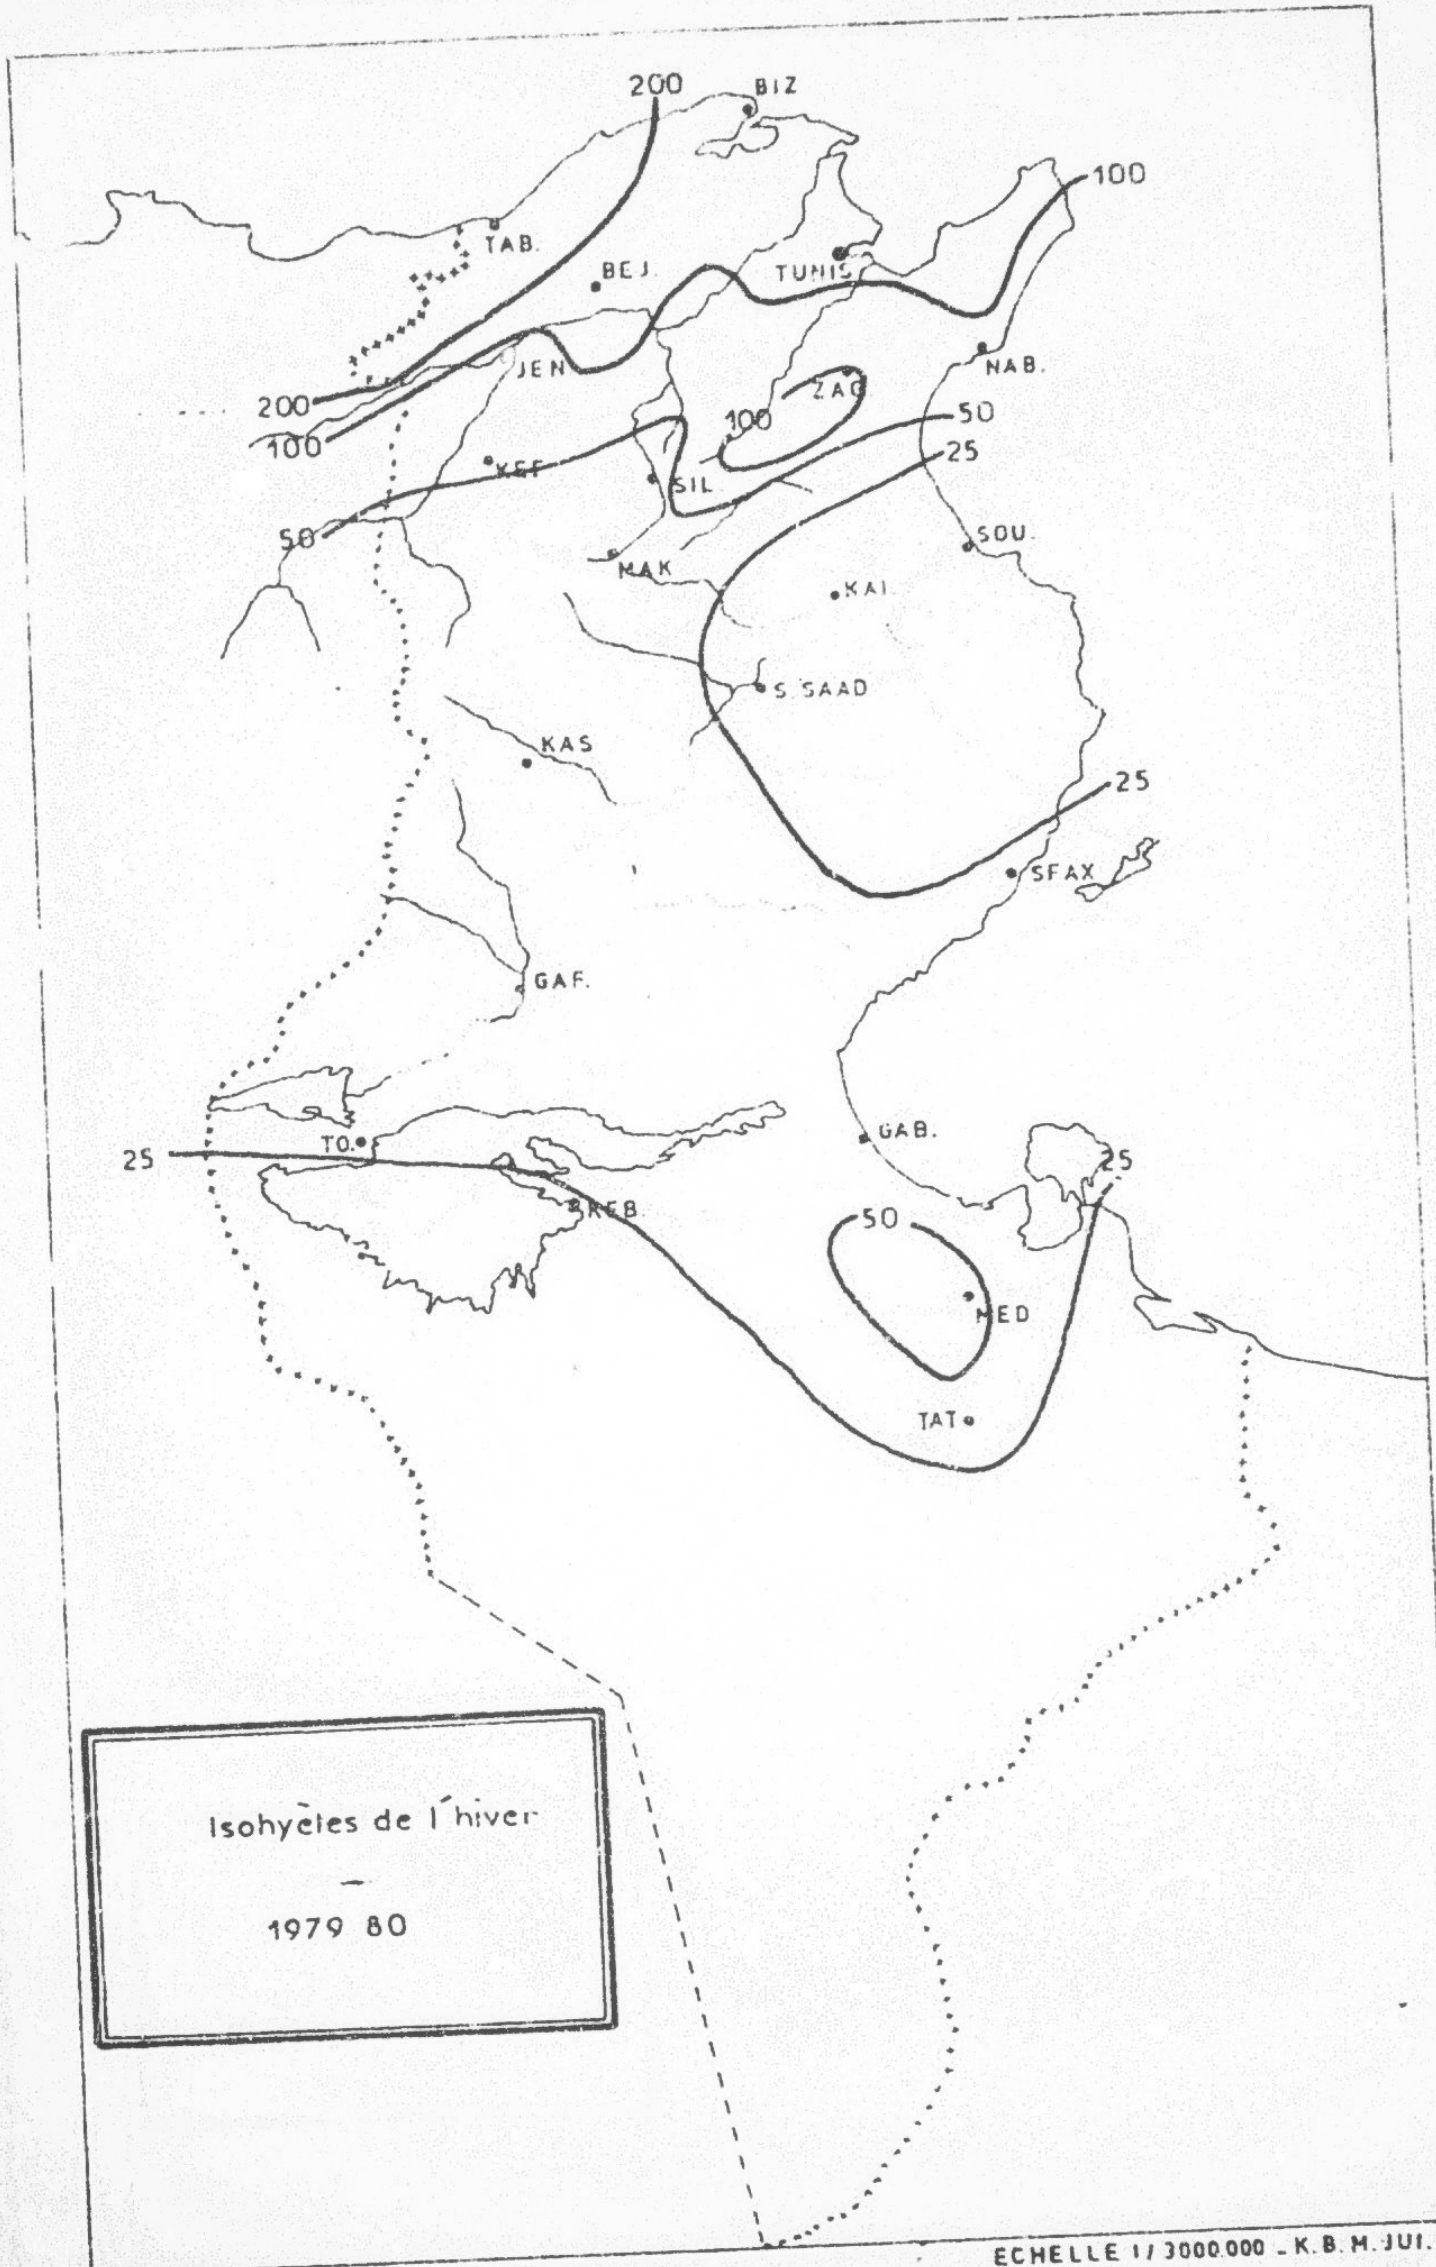 200
BIZ
100
TAB.
BEJ.
TUNIS
JEN
NAB.
200
ZAG
100
50
100
25
KEF
SIL
50
SOU.
MAK
KAI.
S. SAAD
KAS
25
SFAX
GAF.
TO.
GAB.
25
25
KEB.
50
MED
TAT
Isohyètes de l'hiver
—
1979 80
ECHELLE 1/3000.000 _ K.B.M. JUI.